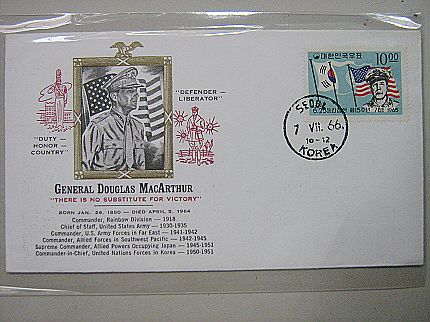 "DEFENDER -
LIBERATOR"
"DUTY -
HONOR -
COUNTRY"
GENERAL DOUGLAS MACARTHUR
"THERE IS NO SUBSTITUTE FOR VICTORY"
BORN JAN. 26, 1880 — DIED APRIL 5, 1964
Commander, Rainbow Division — 1918
Chief of Staff, United States Army — 1930-1935
Commander, U.S. Army Forces in Far East — 1941-1942
Commander, Allied Forces in Southwest Pacific — 1942-1945
Supreme Commander, Allied Powers Occupying Japan — 1945-1951
Commander-in-Chief, United Nations Forces in Korea — 1950-1951
대한민국우표
10.00
1965
SEOUL
7 VII. 66.
10-12
KOREA